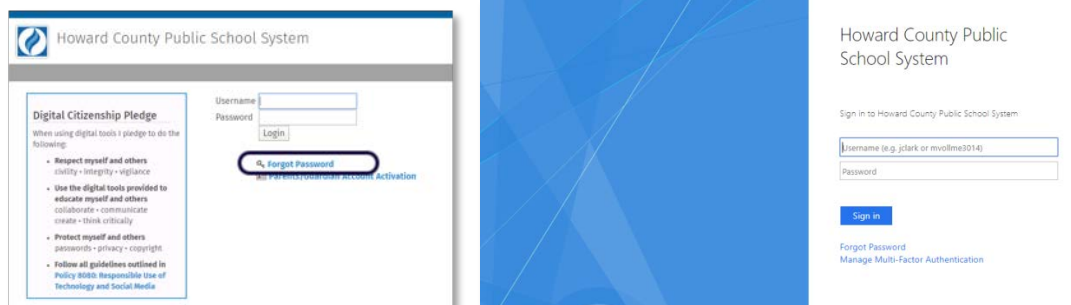 Howard County Public School System
Digital Citizenship Pledge
When using digital tools I pledge to do the
following:
• Respect myself and others
civility • integrity • vigilance
• Use the digital tools provided to
educate myself and others
collaborate • communicate
create • think critically
• Protect myself and others
passwords • privacy • copyright
• Follow all guidelines outlined in
Policy 8080: Responsible Use of
Technology and Social Media
Username
Password
Login
Forgot Password
Parents/Guardian Account Activation
Howard County Public
School System
Sign in to Howard County Public School System
Username (e.g. jclark or mvollme3014)
Password
Sign in
Forgot Password
Manage Multi-Factor Authentication